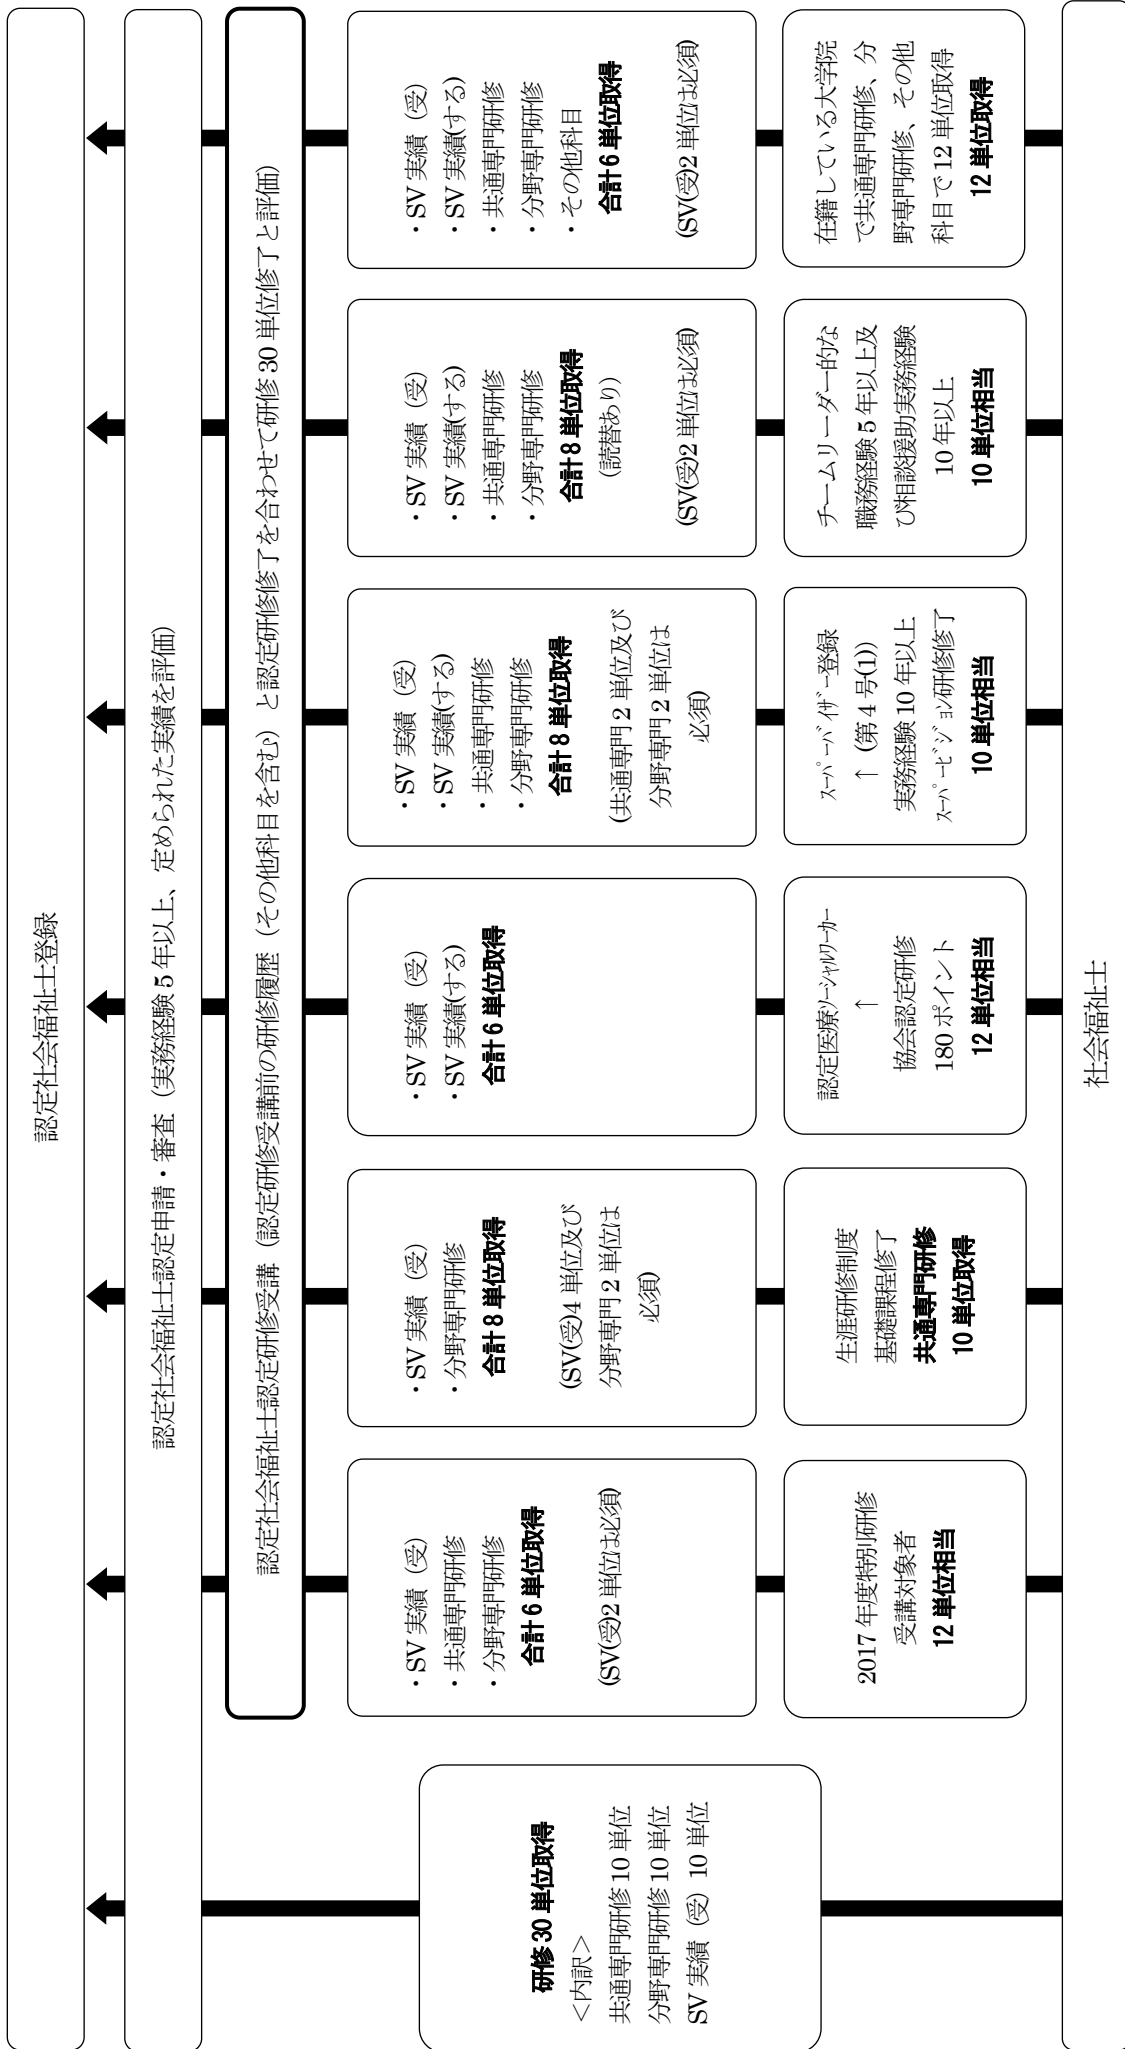 認定社会福祉士登録
認定社会福祉士認定申請・審査（実務経験5年以上、定められた実績を評価）
認定社会福祉士認定研修受講（認定研修受講前の研修履歴（その他科目を含む）と認定研修修了を合わせて研修30単位修了と評価）
研修30単位取得
＜内訳＞
共通専門研修10単位
分野専門研修10単位
SV実績（受）10単位
・SV実績（受）
・共通専門研修
・分野専門研修
合計6単位取得
(SV(受)2単位は必須)
・SV実績（受）
・分野専門研修
合計8単位取得
(SV(受)4単位及び
分野専門2単位は
必須)
・SV実績（受）
・SV実績(する)
合計6単位取得
・SV実績（受）
・SV実績(する)
・共通専門研修
・分野専門研修
合計8単位取得
(共通専門2単位及び
分野専門2単位は
必須)
・SV実績（受）
・SV実績(する)
・共通専門研修
・分野専門研修
合計8単位取得
（読替あり）
(SV(受)2単位は必須)
・SV実績（受）
・SV実績(する)
・共通専門研修
・分野専門研修
・その他科目
合計6単位取得
(SV(受)2単位は必須)
2017年度特別研修
受講対象者
12単位相当
生涯研修制度
基礎課程修了
共通専門研修
10単位取得
認定医療ソーシャルワーカー
↑
協会認定研修
180ポイント
12単位相当
スーパーバイザー登録
↑（第4号(1)）
実務経験10年以上
スーパービジョン研修修了
10単位相当
チームリーダー的な
職務経験5年以上及
び相談援助実務経験
10年以上
10単位相当
在籍している大学院
で共通専門研修、分
野専門研修、その他
科目で12単位取得
12単位取得
社会福祉士